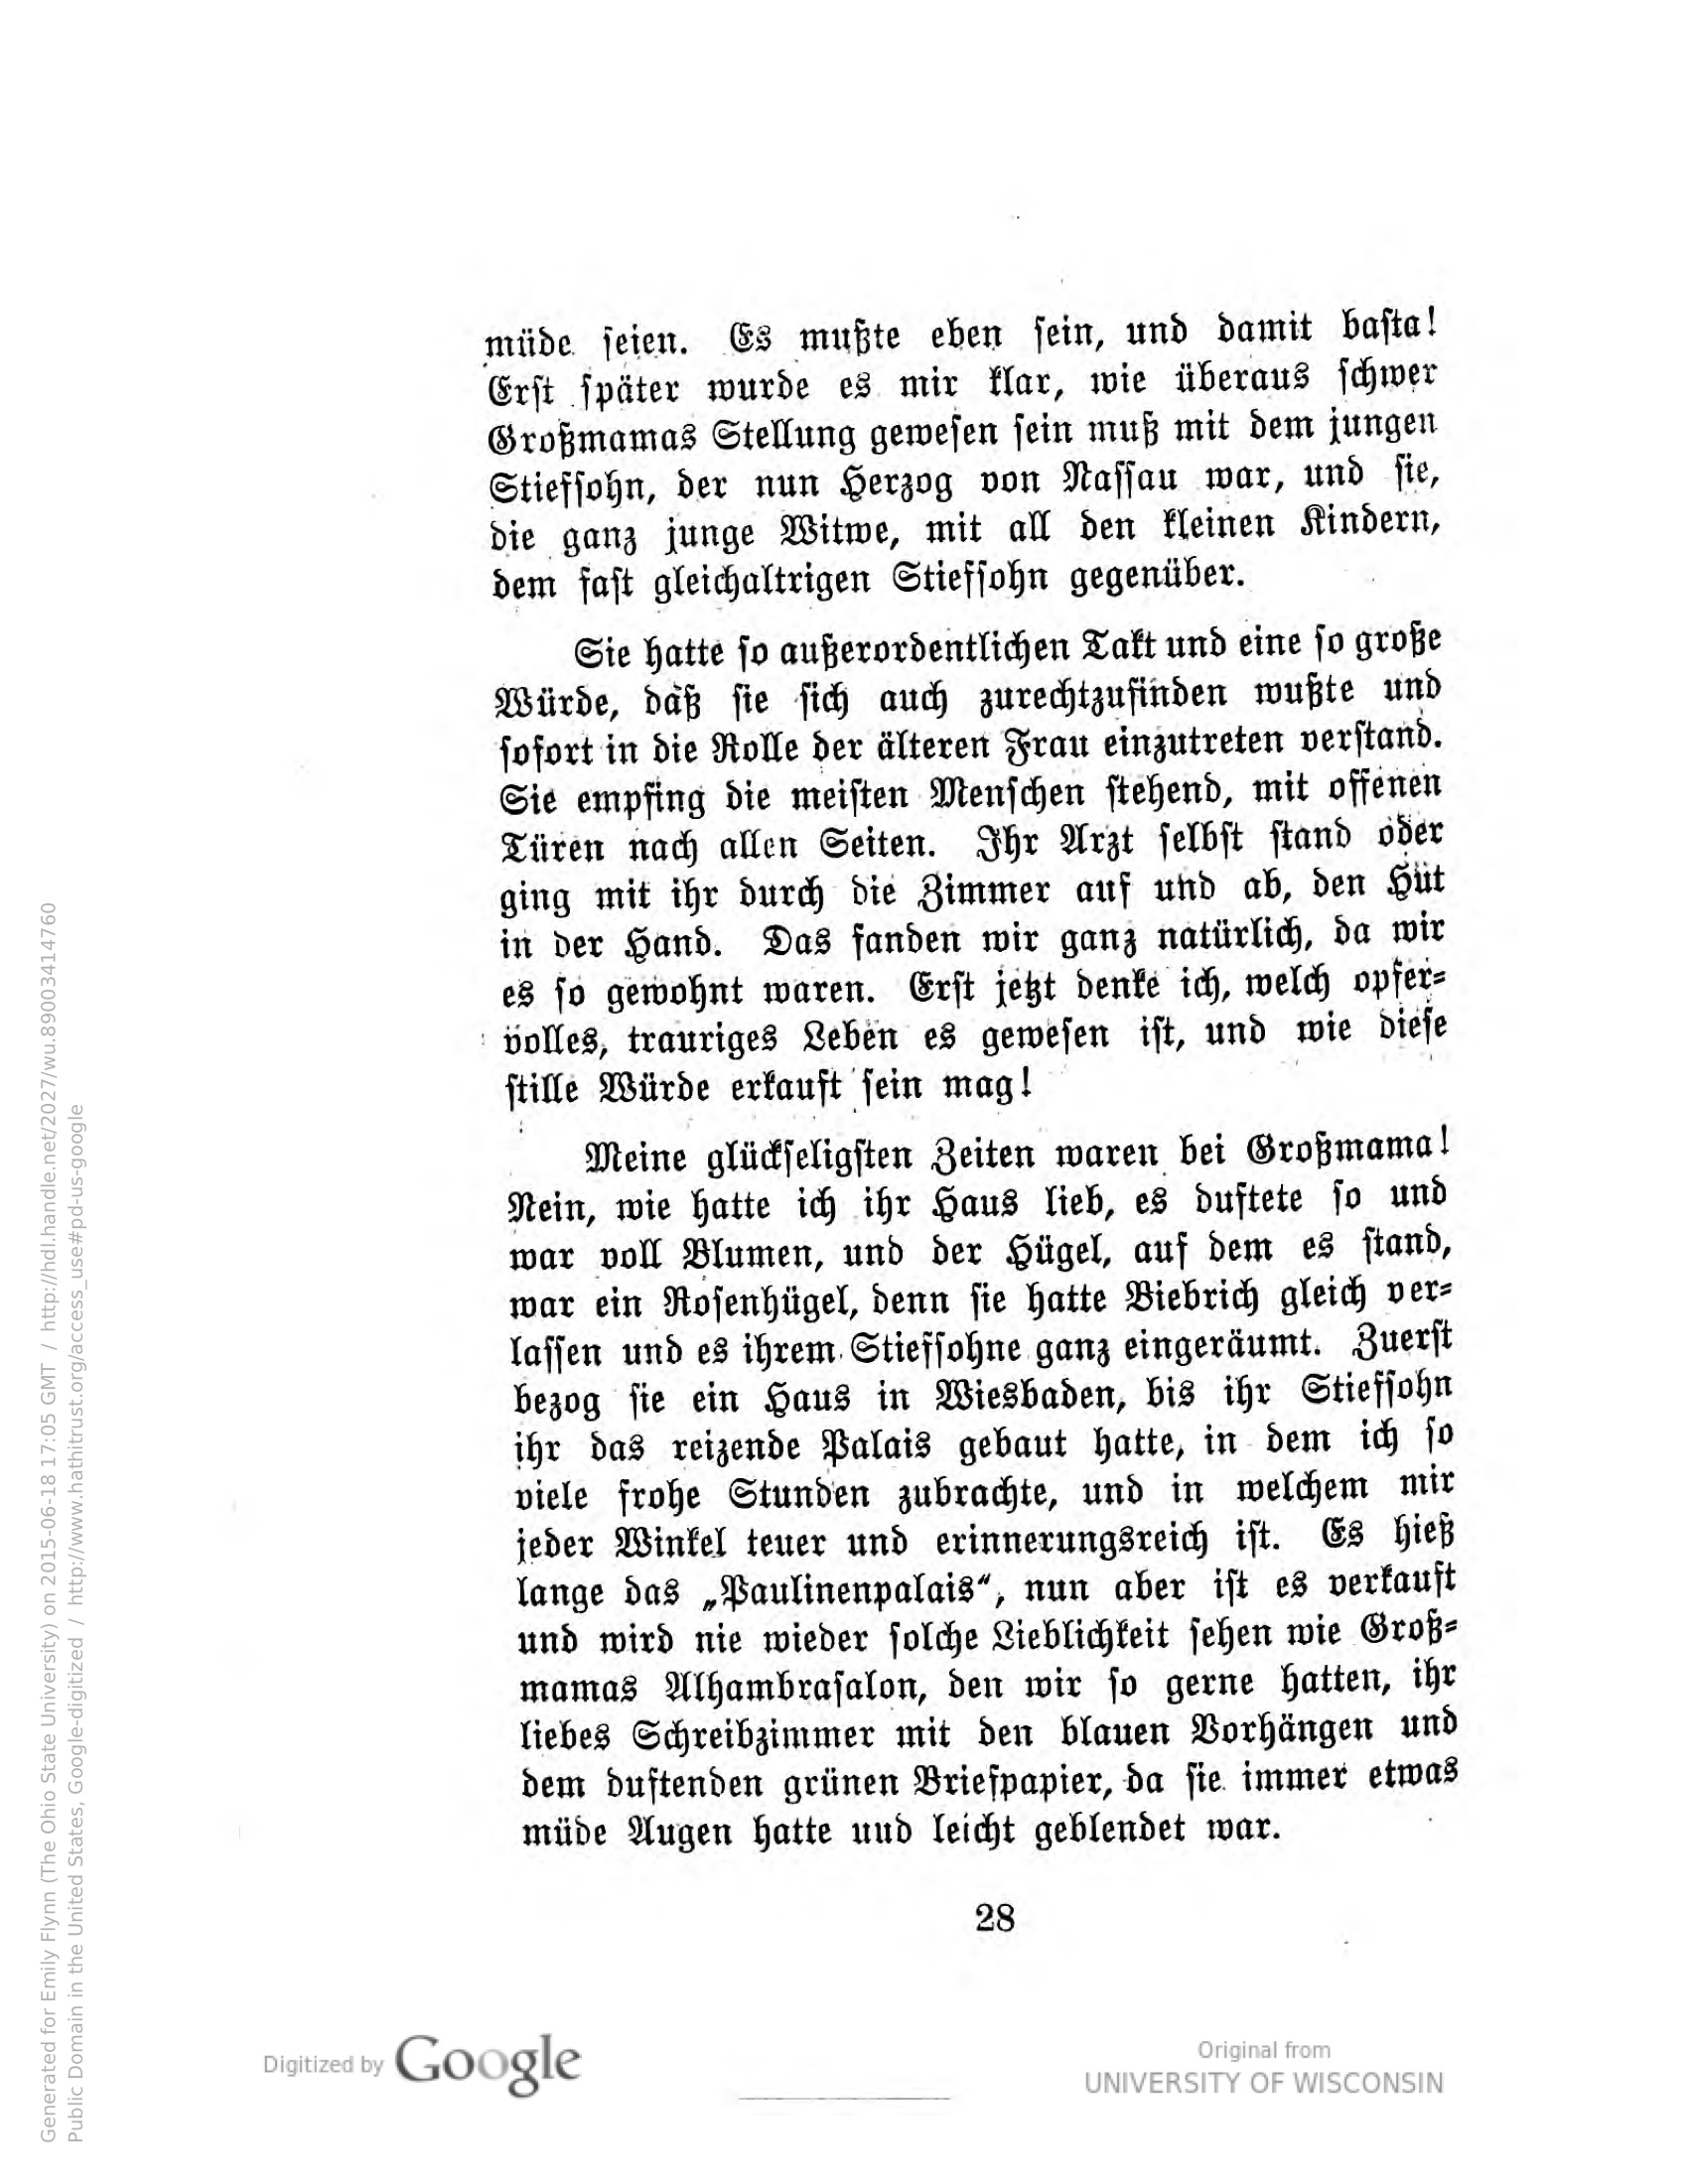 müde seien. Es mußte eben sein, und damit basta!
Erst später wurde es mir klar, wie überaus schwer
Großmamas Stellung gewesen sein muß mit dem jungen
Stiefsohn, der nun Herzog von Nassau war, und sie,
die ganz junge Witwe, mit all den kleinen Kindern,
dem fast gleichaltrigen Stiefsohn gegenüber.
Sie hatte so außerordentlichen Takt und eine so große
Würde, daß sie sich auch zurechtzufinden wußte und
sofort in die Rolle der älteren Frau einzutreten verstand.
Sie empfing die meisten Menschen stehend, mit offenen
Türen nach allen Seiten. Ihr Arzt selbst stand oder
ging mit ihr durch die Zimmer auf und ab, den Hut
in der Hand. Das fanden wir ganz natürlich, da wir
es so gewohnt waren. Erst jetzt denke ich, welch opfer-
volles, trauriges Leben es gewesen ist, und wie diese
stille Würde erkauft sein mag!
Meine glückseligsten Zeiten waren bei Großmama!
Nein, wie hatte ich ihr Haus lieb, es duftete so und
war voll Blumen, und der Hügel, auf dem es stand,
war ein Rosenhügel, denn sie hatte Biebrich gleich ver-
lassen und es ihrem Stiefsohne ganz eingeräumt. Zuerst
bezog sie ein Haus in Wiesbaden, bis ihr Stiefsohn
ihr das reizende Palais gebaut hatte, in dem ich so
viele frohe Stunden zubrachte, und in welchem mir
jeder Winkel teuer und erinnerungsreich ist. Es hieß
lange das „Paulinenpalais“, nun aber ist es verkauft
und wird nie wieder solche Lieblichkeit sehen wie Groß-
mamas Alhambrasalon, den wir so gerne hatten, ihr
liebes Schreibzimmer mit den blauen Vorhängen und
dem duftenden grünen Briefpapier, da sie immer etwas
müde Augen hatte uud leicht geblendet war.
28
Digitized by Google
Original from
UNIVERSITY OF WISCONSIN
Generated for Emily Flynn (The Ohio State University) on 2015-06-18 17:05 GMT / http://hdl.handle.net/2027/wu.89003414760
Public Domain in the United States, Google-digitized / http://www.hathitrust.org/access_use#pd-us-google